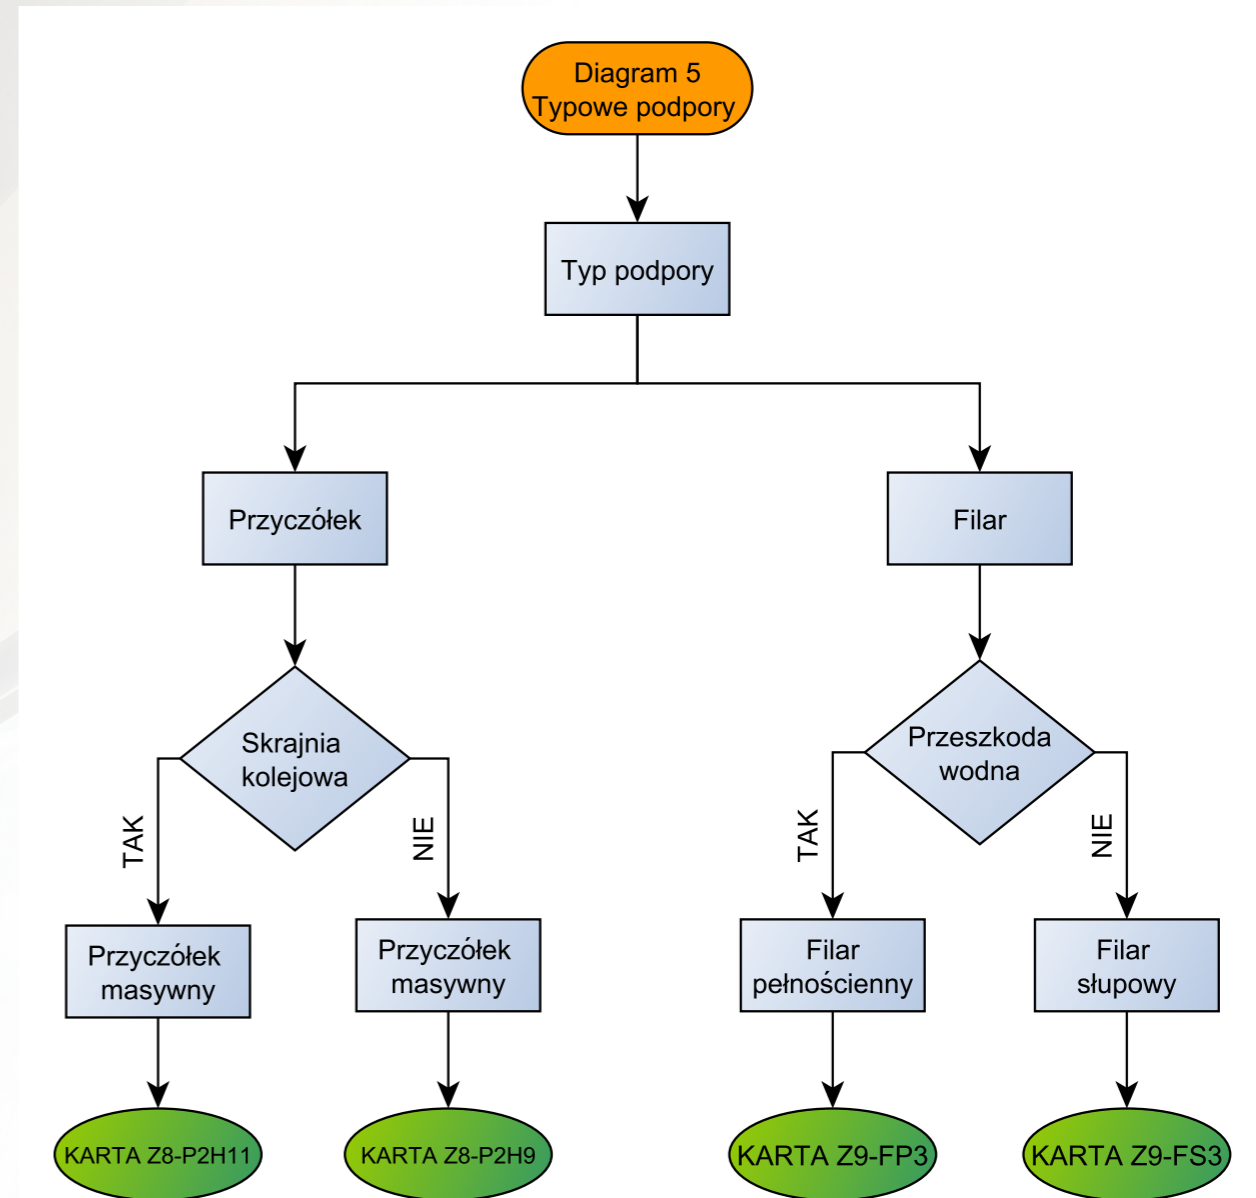 Diagram 5
Typowe podpory
Typ podpory
Przyczółek
Filar
Skrajnia
kolejowa
Przeszkoda
wodna
TAK
NIE
TAK
NIE
Przyczółek
masywny
Przyczółek
masywny
Filar
pełnościenny
Filar
słupowy
KARTA Z8-P2H11
KARTA Z8-P2H9
KARTA Z9-FP3
KARTA Z9-FS3